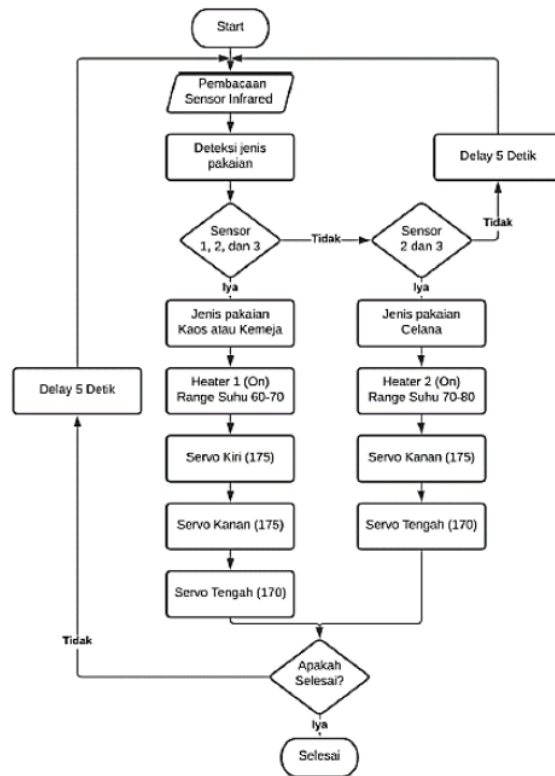 Start
Pembacaan
Sensor Infrared
Deteksi jenis
pakaian
Delay 5 Detik
Sensor
1, 2, dan 3
Tidak
Sensor
2 dan 3
Tidak
Iya
Iya
Jenis pakaian
Kaos atau Kemeja
Jenis pakaian
Celana
Delay 5 Detik
Heater 1 (On)
Range Suhu 60-70
Heater 2 (On)
Range Suhu 70-80
Servo Kiri (175)
Servo Kanan (175)
Servo Kanan (175)
Servo Tengah (170)
Servo Tengah (170)
Tidak
Apakah
Selesai?
Iya
Selesai